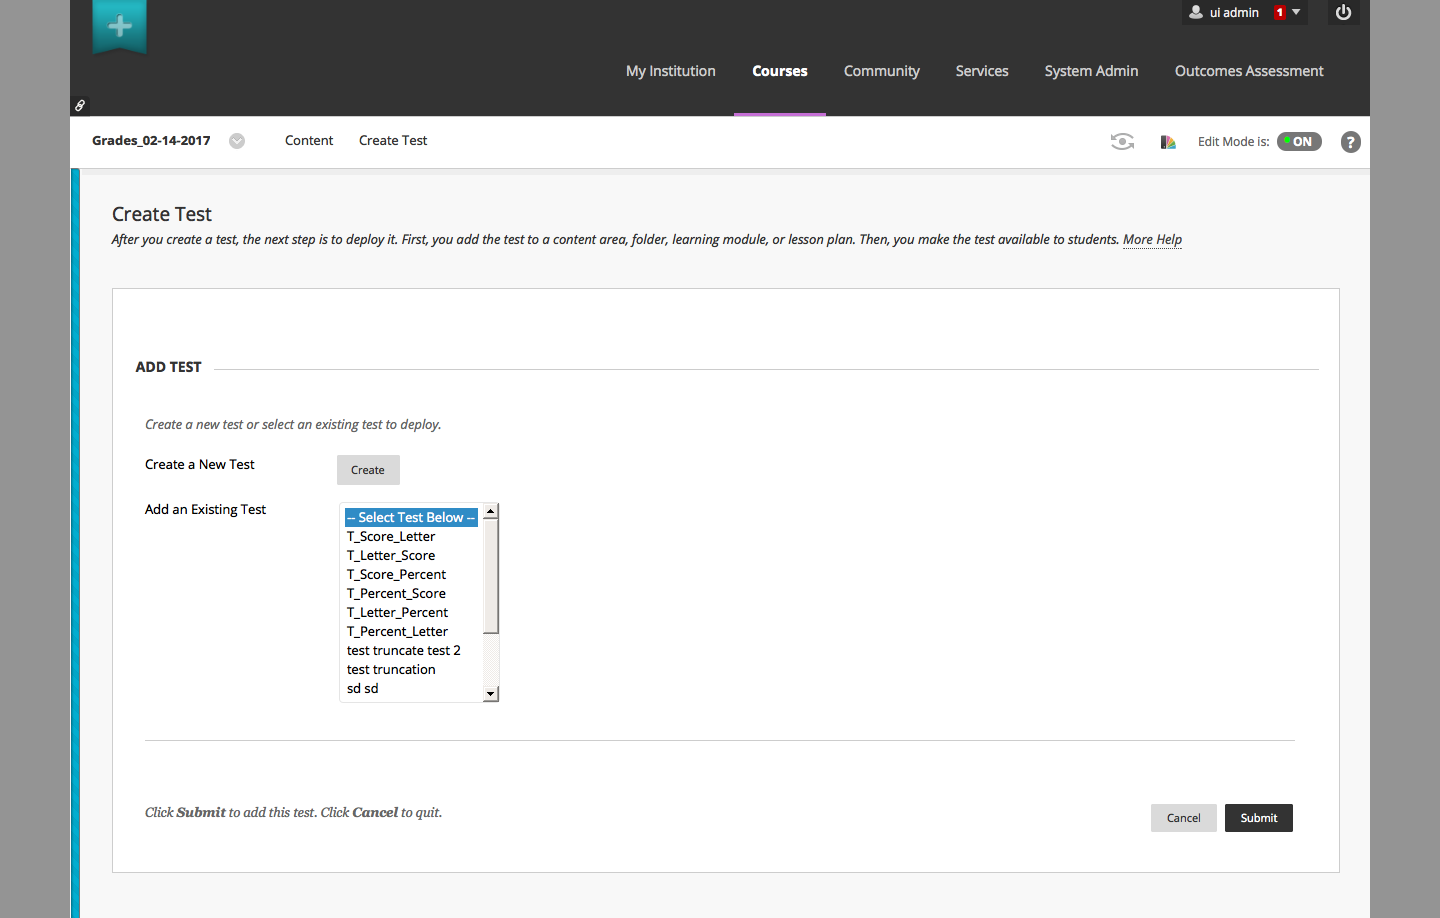 ui admin 1
My Institution Courses Community Services System Admin Outcomes Assessment
Grades_02-14-2017 Content Create Test Edit Mode is: ON ?
Create Test
After you create a test, the next step is to deploy it. First, you add the test to a content area, folder, learning module, or lesson plan. Then, you make the test available to students. More Help
ADD TEST
Create a new test or select an existing test to deploy.
Create a New Test Create
Add an Existing Test
-- Select Test Below --
T_Score_Letter
T_Letter_Score
T_Score_Percent
T_Percent_Score
T_Letter_Percent
T_Percent_Letter
test truncate test 2
test truncation
sd sd
Click Submit to add this test. Click Cancel to quit. Cancel Submit